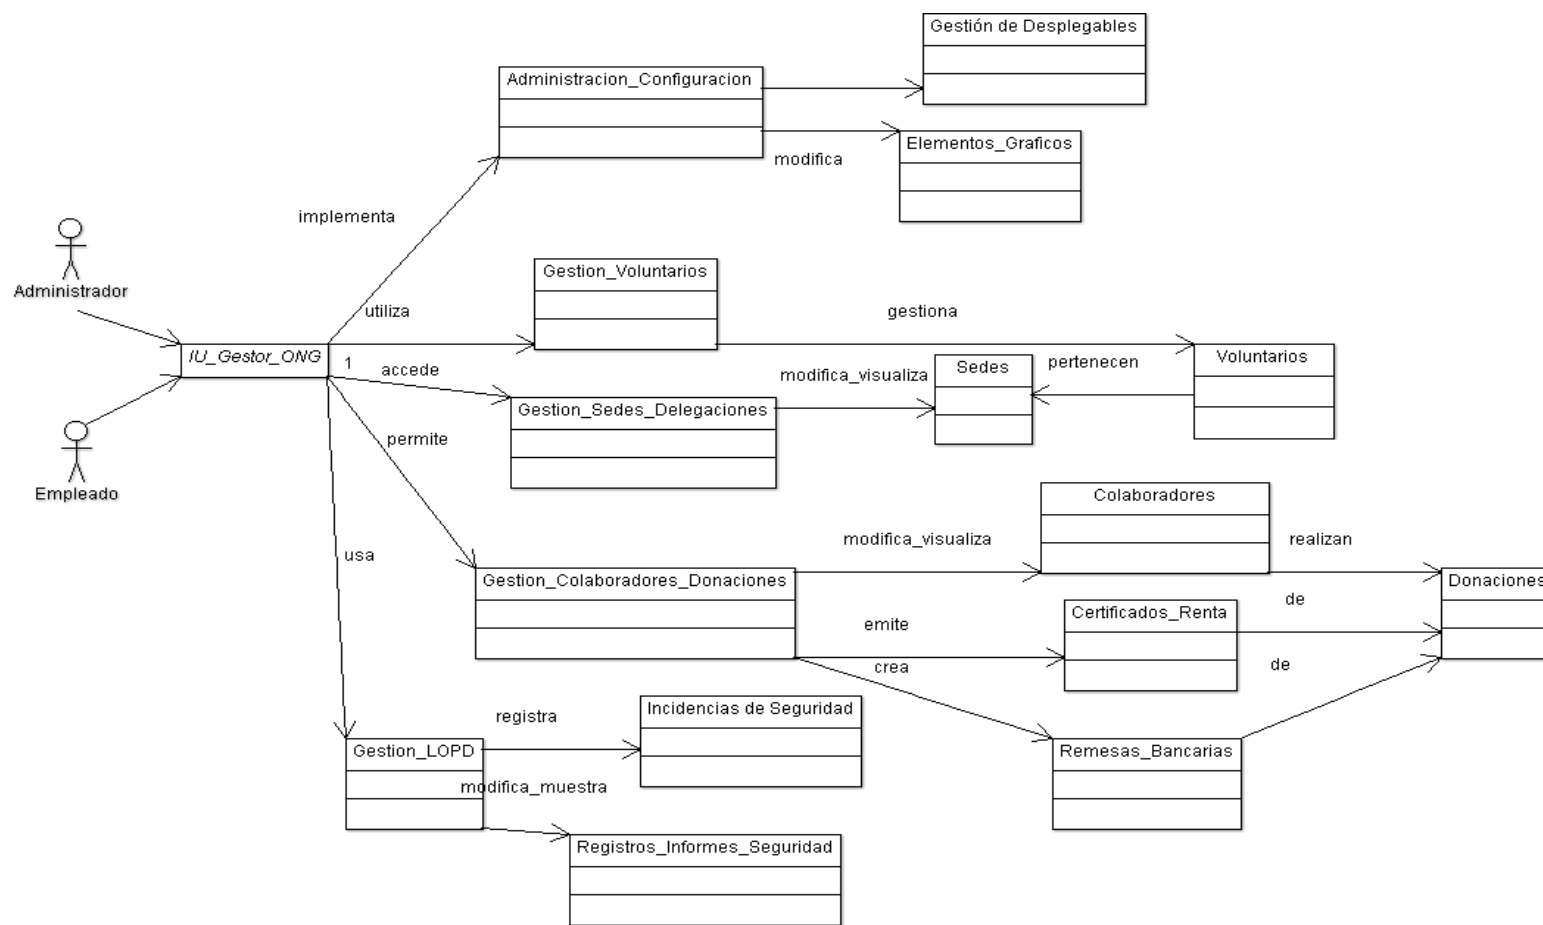 Gestión de Desplegables
Administracion_Configuracion
Elementos_Graficos
modifica
implementa
Administrador
Gestion_Voluntarios
utiliza
gestiona
IU_Gestor_ONG
1
accede
modifica_visualiza
Sedes
pertenecen
Voluntarios
Gestion_Sedes_Delegaciones
permite
Empleado
Colaboradores
modifica_visualiza
realizan
usa
Gestion_Colaboradores_Donaciones
Donaciones
de
Certificados_Renta
emite
crea
de
Incidencias de Seguridad
registra
Gestion_LOPD
Remesas_Bancarias
modifica_muestra
Registros_Informes_Seguridad